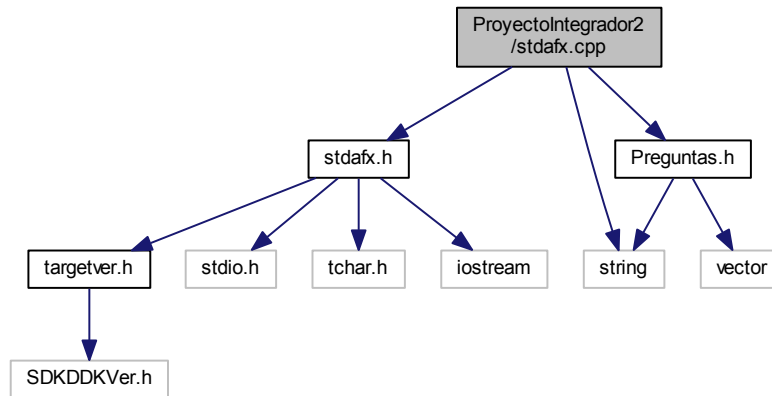 ProyectoIntegrador2
/stdafx.cpp
stdafx.h
Preguntas.h
targetver.h
stdio.h
tchar.h
iostream
string
vector
SDKDDKVer.h